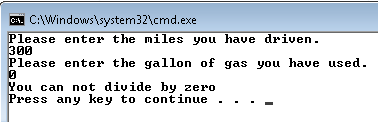 C:\Windows\system32\cmd.exe
Please enter the miles you have driven.
300
Please enter the gallon of gas you have used.
0
You can not divide by zero
Press any key to continue . . . _